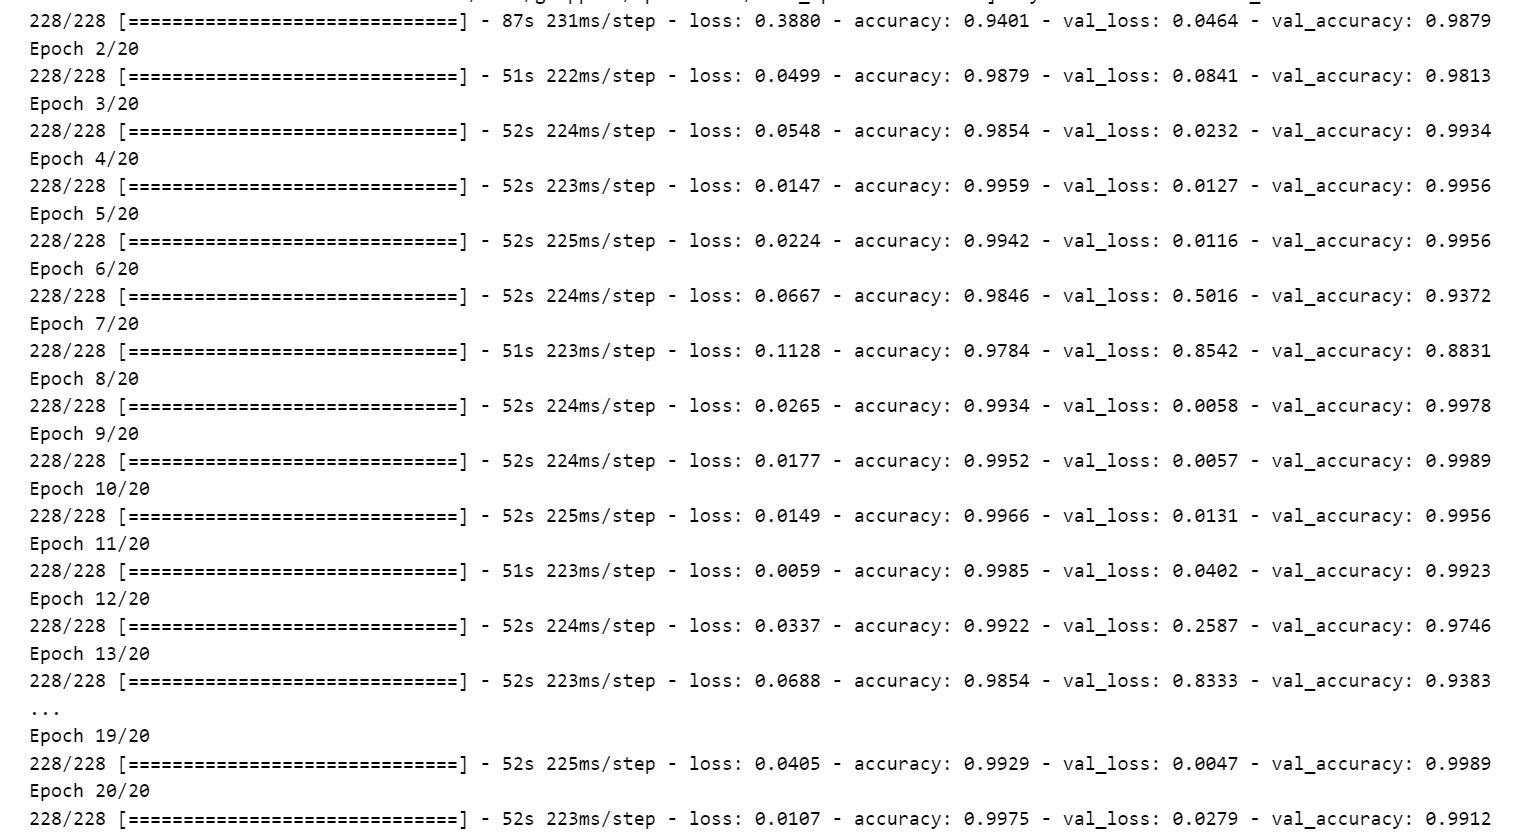 228/228 [==============================] - 87s 231ms/step - loss: 0.3880 - accuracy: 0.9401 - val_loss: 0.0464 - val_accuracy: 0.9879
Epoch 2/20
228/228 [==============================] - 51s 222ms/step - loss: 0.0499 - accuracy: 0.9879 - val_loss: 0.0841 - val_accuracy: 0.9813
Epoch 3/20
228/228 [==============================] - 52s 224ms/step - loss: 0.0548 - accuracy: 0.9854 - val_loss: 0.0232 - val_accuracy: 0.9934
Epoch 4/20
228/228 [==============================] - 52s 223ms/step - loss: 0.0147 - accuracy: 0.9959 - val_loss: 0.0127 - val_accuracy: 0.9956
Epoch 5/20
228/228 [==============================] - 52s 225ms/step - loss: 0.0224 - accuracy: 0.9942 - val_loss: 0.0116 - val_accuracy: 0.9956
Epoch 6/20
228/228 [==============================] - 52s 224ms/step - loss: 0.0667 - accuracy: 0.9846 - val_loss: 0.5016 - val_accuracy: 0.9372
Epoch 7/20
228/228 [==============================] - 51s 223ms/step - loss: 0.1128 - accuracy: 0.9784 - val_loss: 0.8542 - val_accuracy: 0.8831
Epoch 8/20
228/228 [==============================] - 52s 224ms/step - loss: 0.0265 - accuracy: 0.9934 - val_loss: 0.0058 - val_accuracy: 0.9978
Epoch 9/20
228/228 [==============================] - 52s 224ms/step - loss: 0.0177 - accuracy: 0.9952 - val_loss: 0.0057 - val_accuracy: 0.9989
Epoch 10/20
228/228 [==============================] - 52s 225ms/step - loss: 0.0149 - accuracy: 0.9966 - val_loss: 0.0131 - val_accuracy: 0.9956
Epoch 11/20
228/228 [==============================] - 51s 223ms/step - loss: 0.0059 - accuracy: 0.9985 - val_loss: 0.0402 - val_accuracy: 0.9923
Epoch 12/20
228/228 [==============================] - 52s 224ms/step - loss: 0.0337 - accuracy: 0.9922 - val_loss: 0.2587 - val_accuracy: 0.9746
Epoch 13/20
228/228 [==============================] - 52s 223ms/step - loss: 0.0688 - accuracy: 0.9854 - val_loss: 0.8333 - val_accuracy: 0.9383
...
Epoch 19/20
228/228 [==============================] - 52s 225ms/step - loss: 0.0405 - accuracy: 0.9929 - val_loss: 0.0047 - val_accuracy: 0.9989
Epoch 20/20
228/228 [==============================] - 52s 223ms/step - loss: 0.0107 - accuracy: 0.9975 - val_loss: 0.0279 - val_accuracy: 0.9912